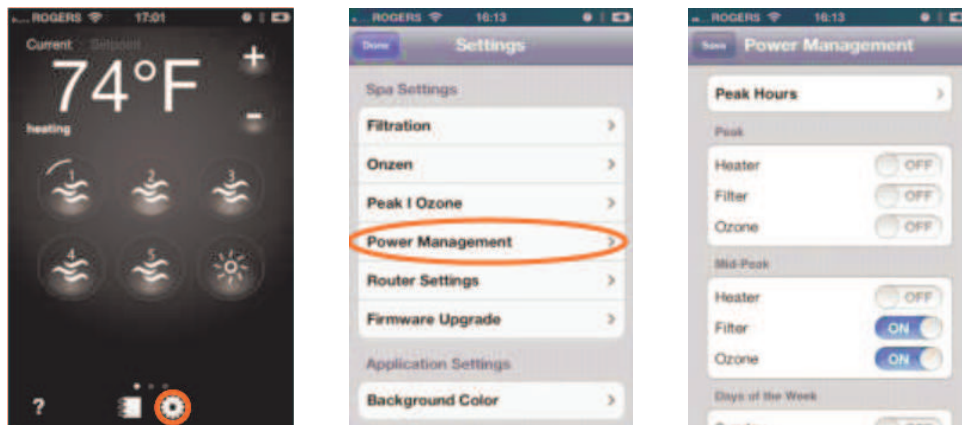 ROGERS 17:01
Current Setpoint
74°F
+
heating
-
1 2 3
4 5
?
ROGERS 16:13
Done Settings
Spa Settings
Filtration
Onzen
Peak I Ozone
Power Management
Router Settings
Firmware Upgrade
Application Settings
Background Color
ROGERS 16:13
Save Power Management
Peak Hours
Peak
Heater OFF
Filter OFF
Ozone OFF
Mid-Peak
Heater OFF
Filter ON
Ozone ON
Days of the Week